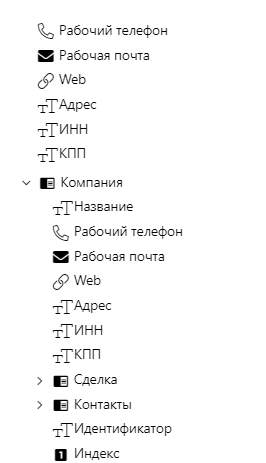 Рабочий телефон
Рабочая почта
Web
Адрес
ИНН
КПП
Компания
Название
Рабочий телефон
Рабочая почта
Web
Адрес
ИНН
КПП
Сделка
Контакты
Идентификатор
Индекс